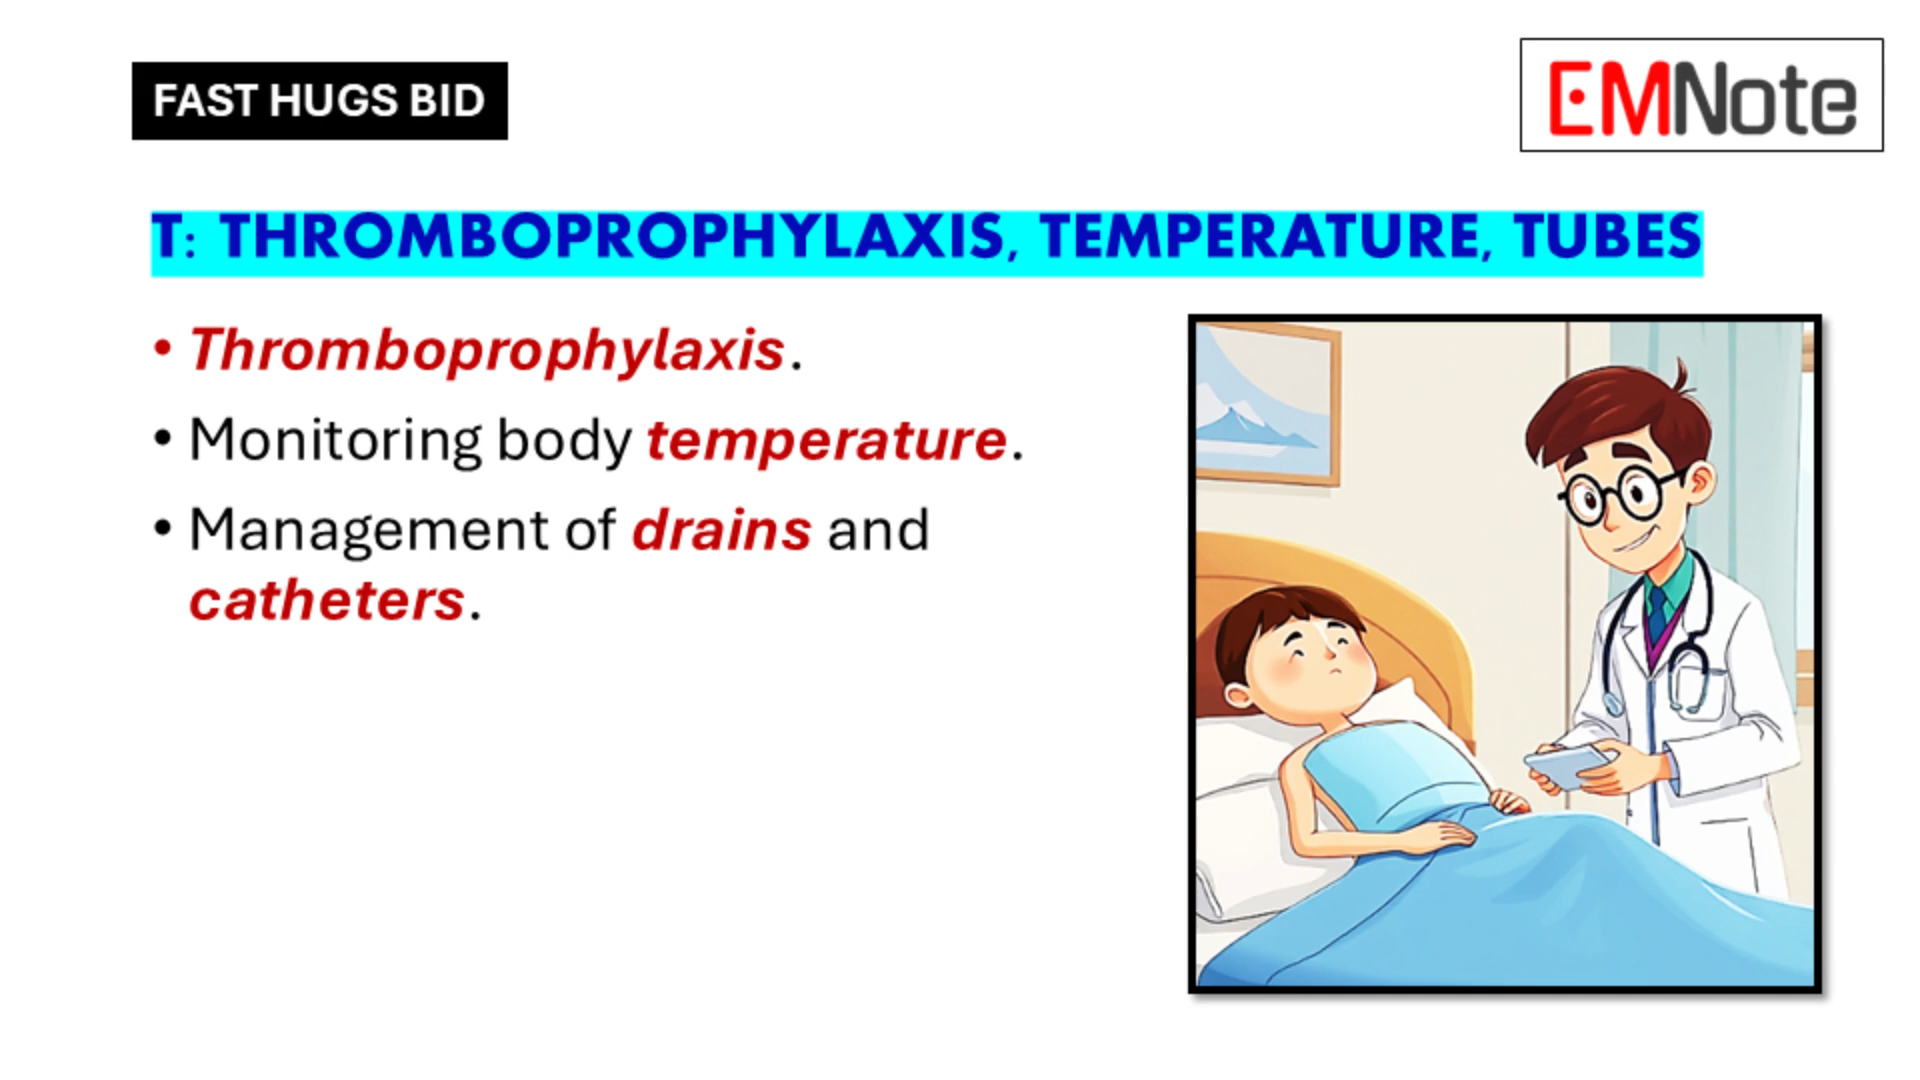 FAST HUGS BID
EMNote
T: THROMBOPROPHYLAXIS, TEMPERATURE, TUBES
• Thromboprophylaxis.
• Monitoring body temperature.
• Management of drains and
catheters.